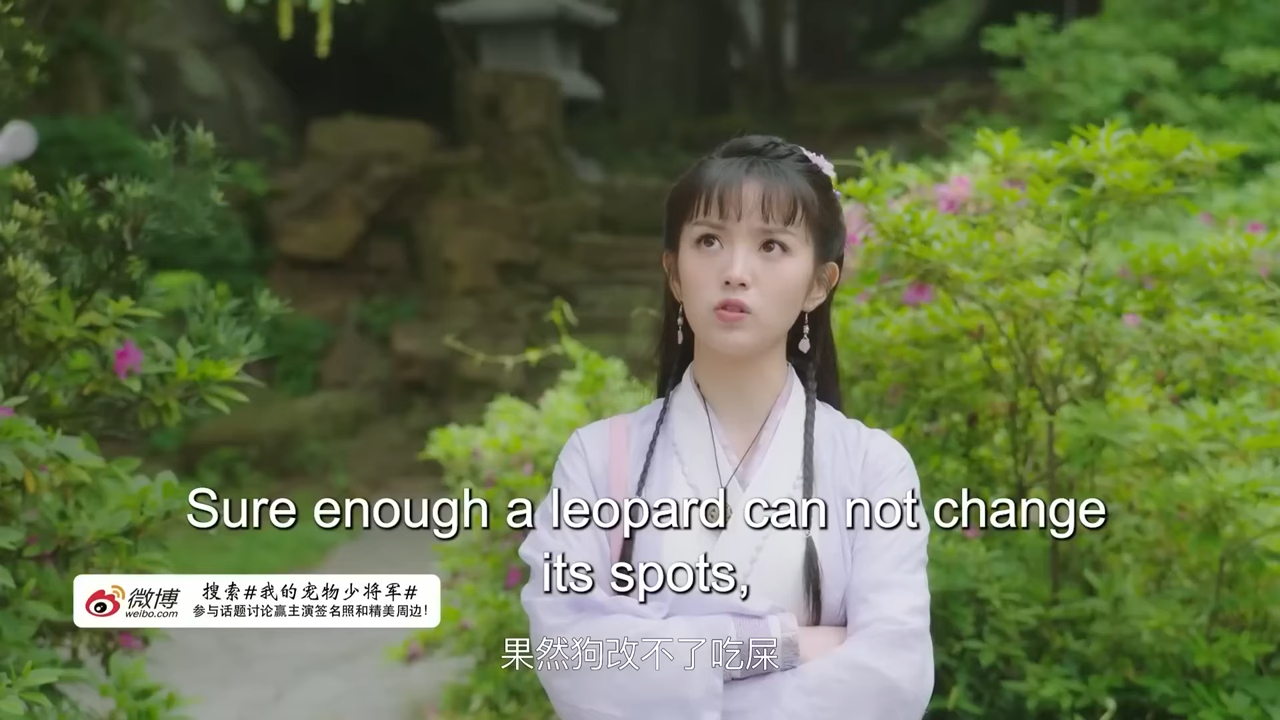 Sure enough a leopard can not change
its spots,
微博
weibo.com
搜索#我的宠物少将军#
参与话题讨论赢主演签名照和精美周边!
果然狗改不了吃屎